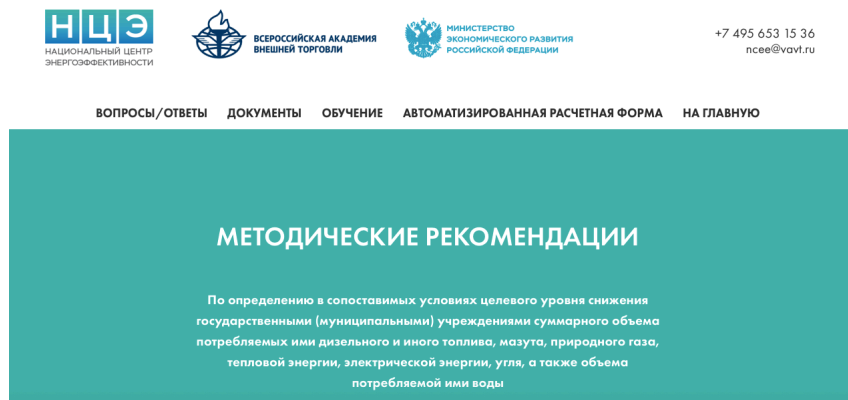 НЦЭ
НАЦИОНАЛЬНЫЙ ЦЕНТР
ЭНЕРГОЭФФЕКТИВНОСТИ
ВСЕРОССИЙСКАЯ АКАДЕМИЯ
ВНЕШНЕЙ ТОРГОВЛИ
МИНИСТЕРСТВО
ЭКОНОМИЧЕСКОГО РАЗВИТИЯ
РОССИЙСКОЙ ФЕДЕРАЦИИ
+7 495 653 15 36
ncee@vavt.ru
ВОПРОСЫ/ОТВЕТЫ ДОКУМЕНТЫ ОБУЧЕНИЕ АВТОМАТИЗИРОВАННАЯ РАСЧЕТНАЯ ФОРМА НА ГЛАВНУЮ
МЕТОДИЧЕСКИЕ РЕКОМЕНДАЦИИ
По определению в сопоставимых условиях целевого уровня снижения
государственными (муниципальными) учреждениями суммарного объема
потребляемых ими дизельного и иного топлива, мазута, природного газа,
тепловой энергии, электрической энергии, угля, а также объема
потребляемой ими воды